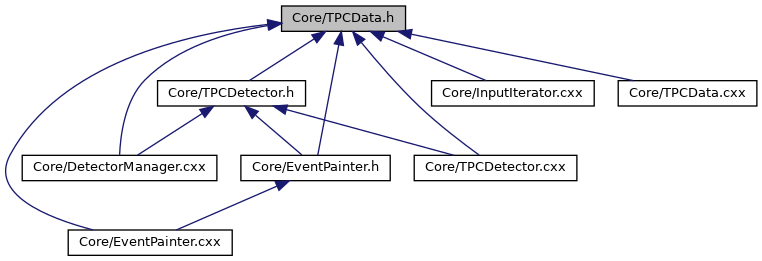 Core/TPCData.h
Core/TPCDetector.h
Core/InputIterator.cxx
Core/TPCData.cxx
Core/DetectorManager.cxx
Core/EventPainter.h
Core/TPCDetector.cxx
Core/EventPainter.cxx